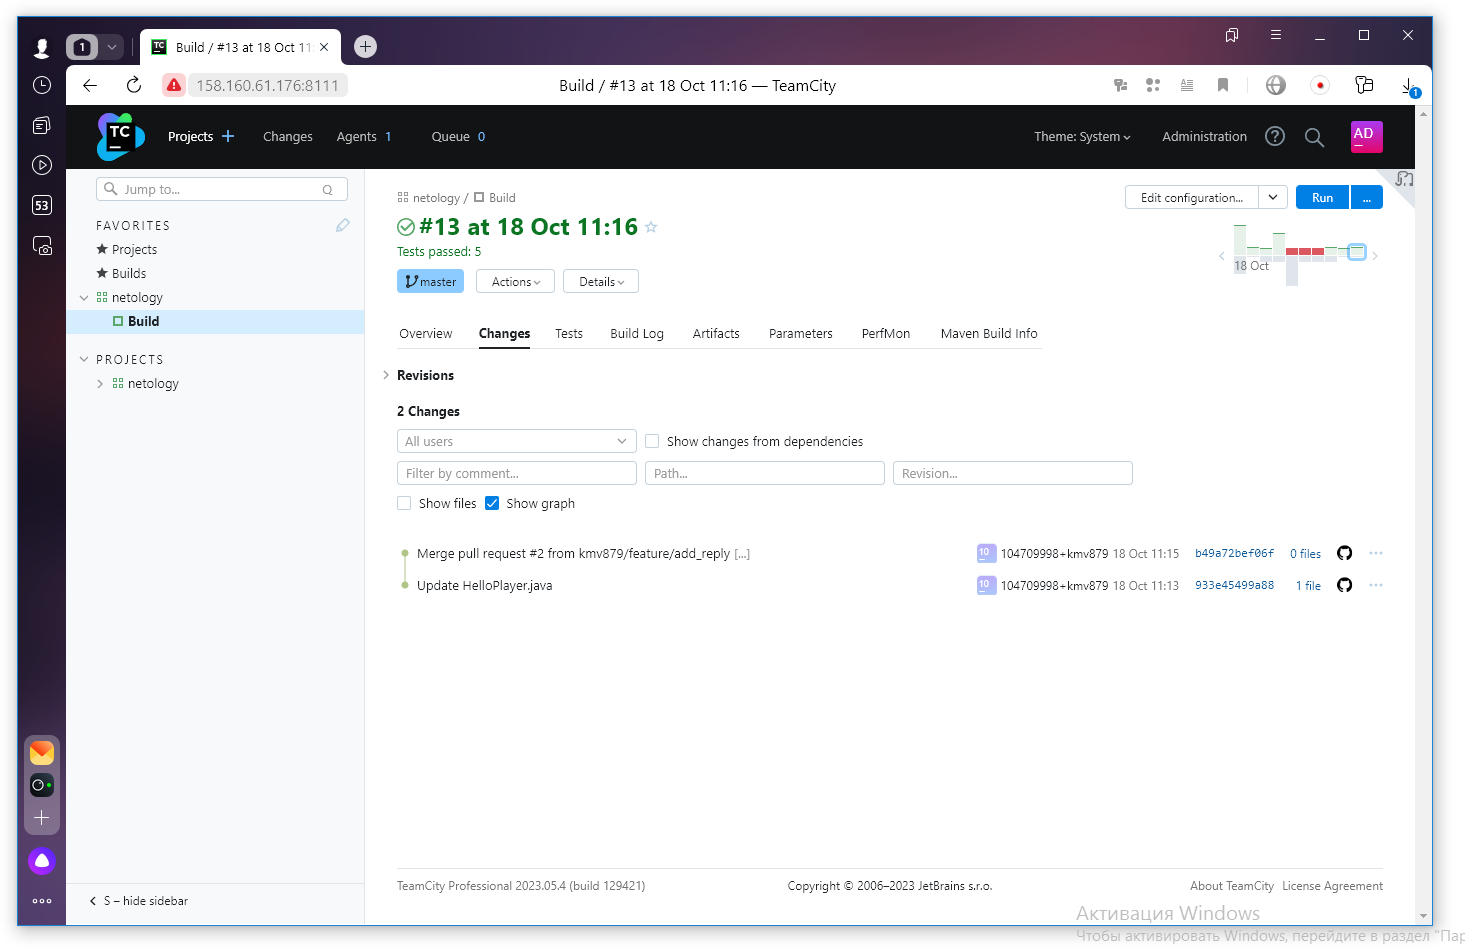 1
TC Build / #13 at 18 Oct 11:
158.160.61.176:8111
Build / #13 at 18 Oct 11:16 — TeamCity
1
53
TC
Projects
Changes
Agents 1
Queue 0
Theme: System
Administration
AD
Jump to...
Q
FAVORITES
Projects
Builds
netology
Build
PROJECTS
netology
S – hide sidebar
netology / Build
Edit configuration...
Run
...
#13 at 18 Oct 11:16
Tests passed: 5
18 Oct
master
Actions
Details
Overview
Changes
Tests
Build Log
Artifacts
Parameters
PerfMon
Maven Build Info
Revisions
2 Changes
All users
Show changes from dependencies
Filter by comment...
Path...
Revision...
Show files
Show graph
Merge pull request #2 from kmv879/feature/add_reply [...] 10 104709998+kmv879 18 Oct 11:15 b49a72bef06f 0 files
Update HelloPlayer.java 10 104709998+kmv879 18 Oct 11:13 933e45499a88 1 file
TeamCity Professional 2023.05.4 (build 129421)
Copyright © 2006–2023 JetBrains s.r.o.
About TeamCity
License Agreement
Активация Windows
Чтобы активировать Windows, перейдите в раздел "Пар